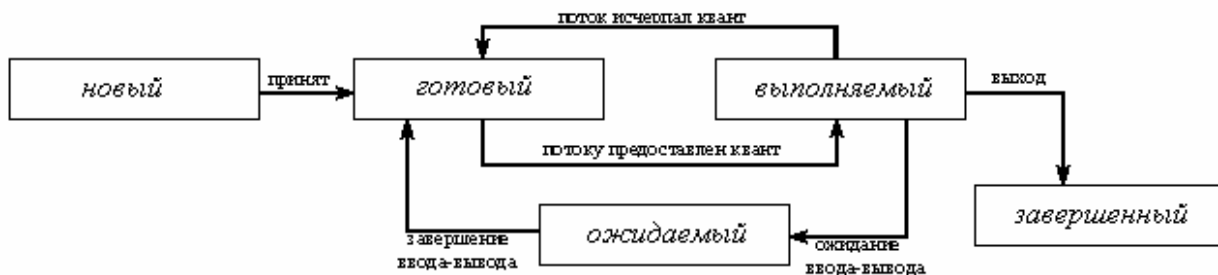 поток исчерпал квант
новый
принят
готовый
выполняемый
выход
потоку предоставлен квант
завершенный
ожидаемый
завершение
ввода-вывода
ожидание
ввода-вывода